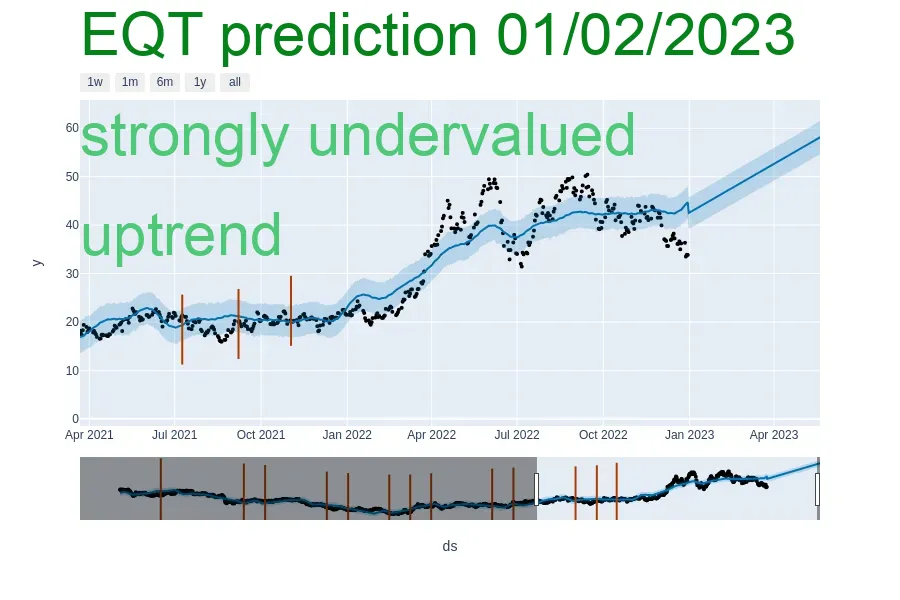 EQT prediction 01/02/2023
1w 1m 6m 1y all
strongly undervalued
uptrend
60
50
40
30
20
10
0
y
Apr 2021 Jul 2021 Oct 2021 Jan 2022 Apr 2022 Jul 2022 Oct 2022 Jan 2023 Apr 2023
ds